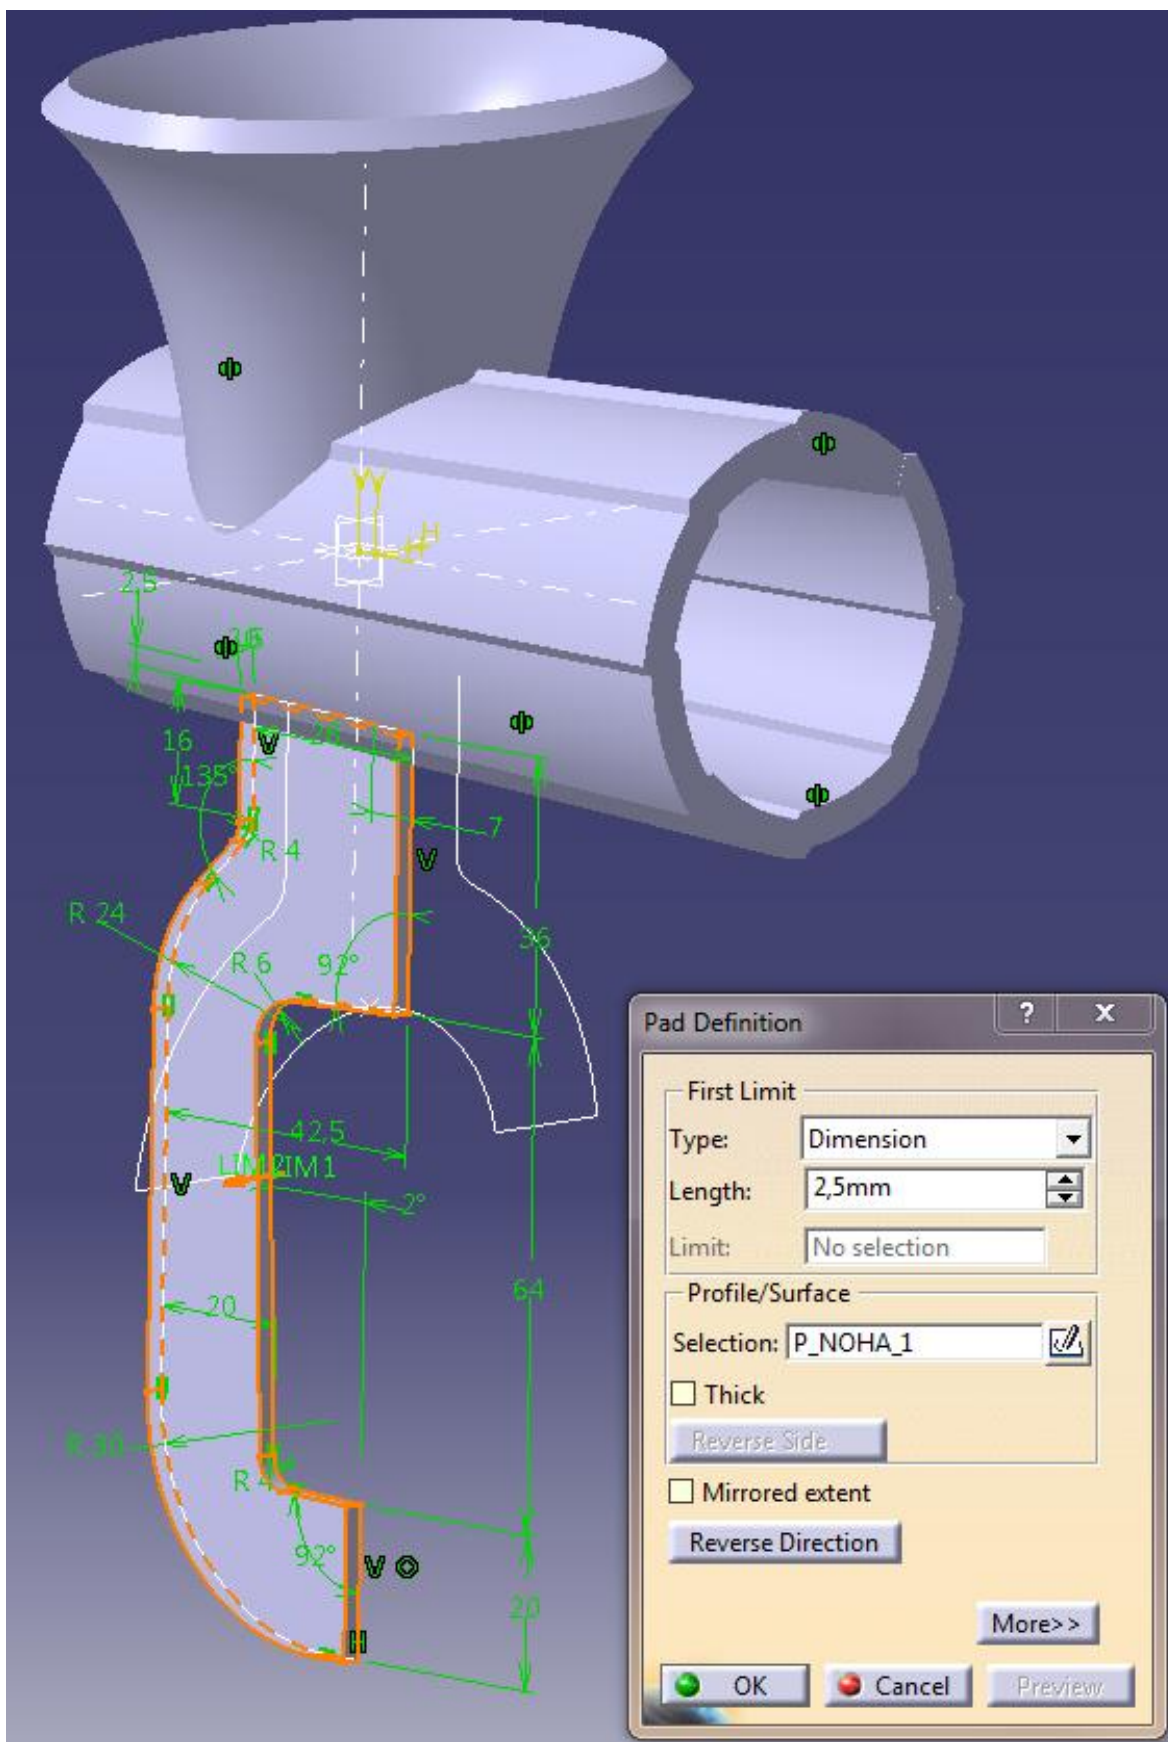 Y
H
2,5
V
26
16
135°
7
R 4
V
R 24
36
R 6
92°
42,5
LIM2
LIM1
V
2°
64
20
R 30
R 4
92°
V
20
H
Pad Definition
?
X
First Limit
Type: Dimension
Length: 2,5mm
Limit: No selection
Profile/Surface
Selection: P_NOHA_1
Thick
Reverse Side
Mirrored extent
Reverse Direction
More>>
OK Cancel Preview